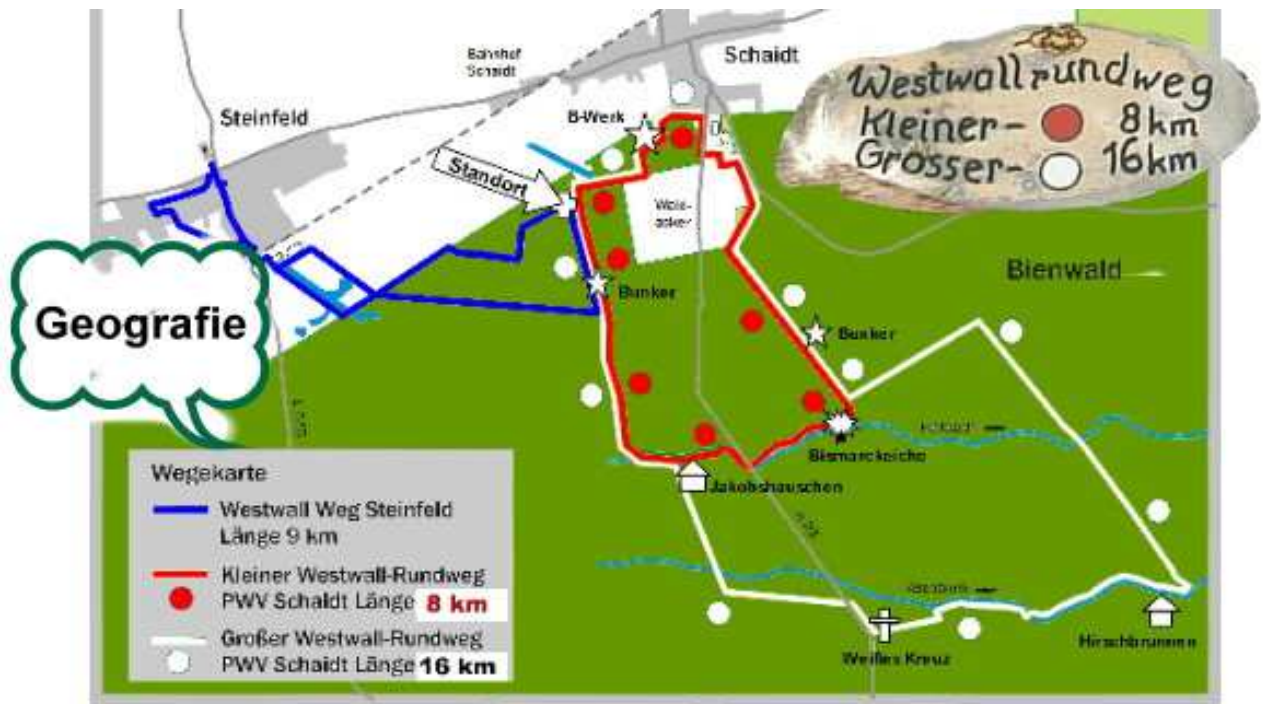 Bahnhof
Schaidt
Schaidt
Steinfeld
B-Werk
Westwallrundweg
Kleiner- 8 km
Grosser- 16 km
Standort
Bienwald
Bunker
Bunker
Geografie
Bismarckeiche
Jakobshäuschen
Weißes Kreuz
Hirschbrunnen
Wegekarte
Westwall Weg Steinfeld
Länge 9 km
Kleiner Westwall-Rundweg
PWV Schaidt Länge 8 km
Großer Westwall-Rundweg
PWV Schaidt Länge 16 km